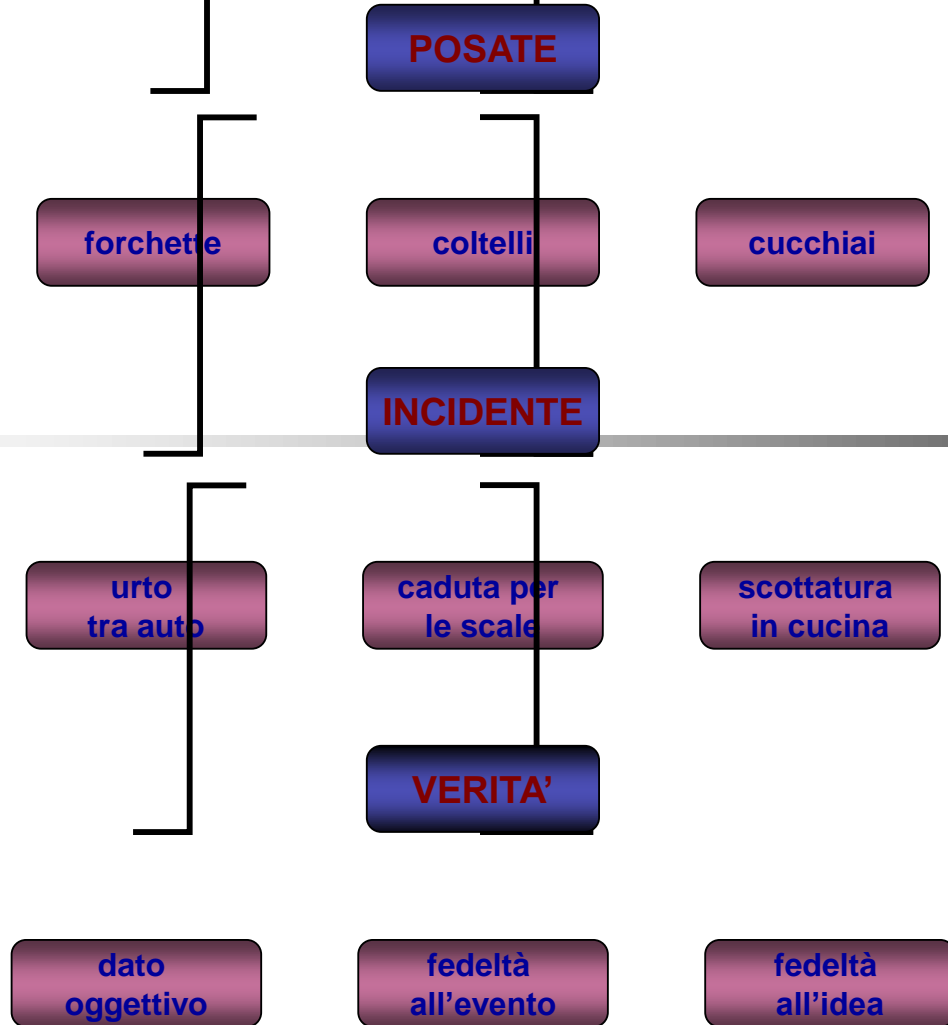 POSATE
forchette
coltelli
cucchiai
INCIDENTE
urto
tra auto
caduta per
le scale
scottatura
in cucina
VERITA’
dato
oggettivo
fedeltà
all’evento
fedeltà
all’idea